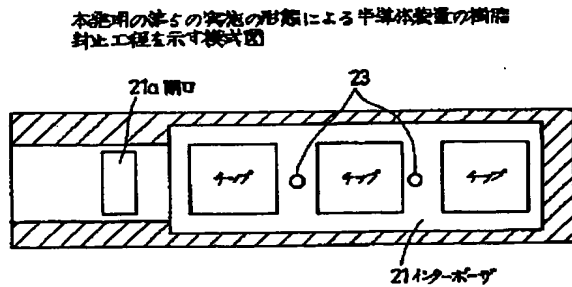 本発明の第5の実施の形態による半導体装置の樹脂
封止工程を示す模式図
21a 開口
23
チップ
チップ
チップ
21 インターポーザ